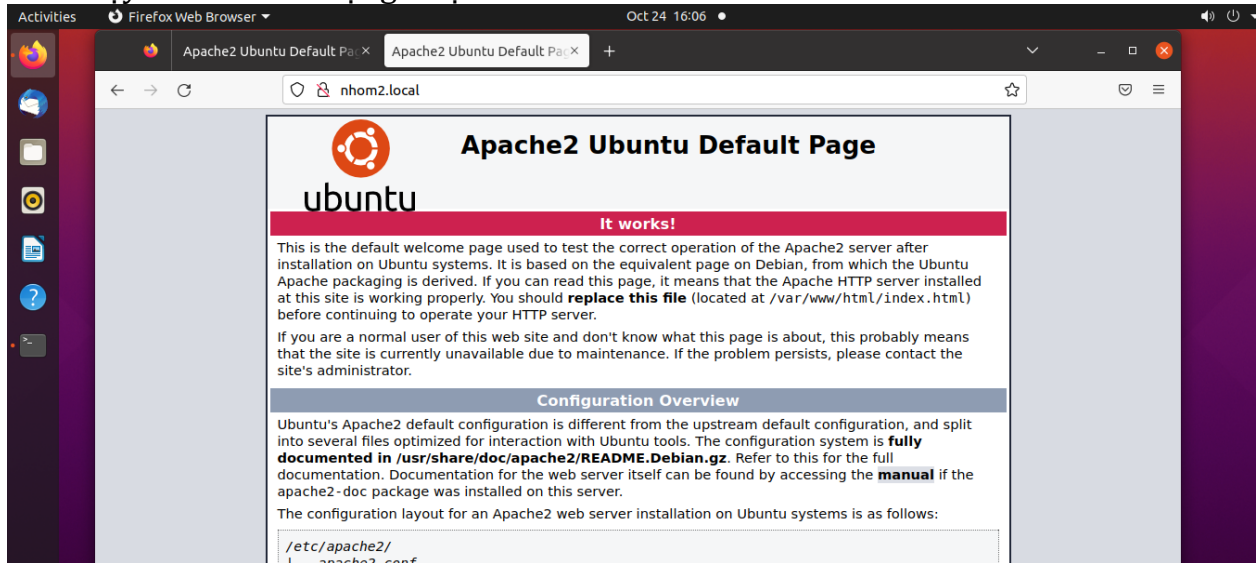 Activities
Firefox Web Browser
Oct 24 16:06
Apache2 Ubuntu Default Pa
Apache2 Ubuntu Default Pa
nhom2.local
ubuntu
Apache2 Ubuntu Default Page
It works!
This is the default welcome page used to test the correct operation of the Apache2 server after
installation on Ubuntu systems. It is based on the equivalent page on Debian, from which the Ubuntu
Apache packaging is derived. If you can read this page, it means that the Apache HTTP server installed
at this site is working properly. You should replace this file (located at /var/www/html/index.html)
before continuing to operate your HTTP server.
If you are a normal user of this web site and don't know what this page is about, this probably means
that the site is currently unavailable due to maintenance. If the problem persists, please contact the
site's administrator.
Configuration Overview
Ubuntu's Apache2 default configuration is different from the upstream default configuration, and split
into several files optimized for interaction with Ubuntu tools. The configuration system is fully
documented in /usr/share/doc/apache2/README.Debian.gz. Refer to this for the full
documentation. Documentation for the web server itself can be found by accessing the manual if the
apache2-doc package was installed on this server.
The configuration layout for an Apache2 web server installation on Ubuntu systems is as follows:
/etc/apache2/
|-- apache2.conf